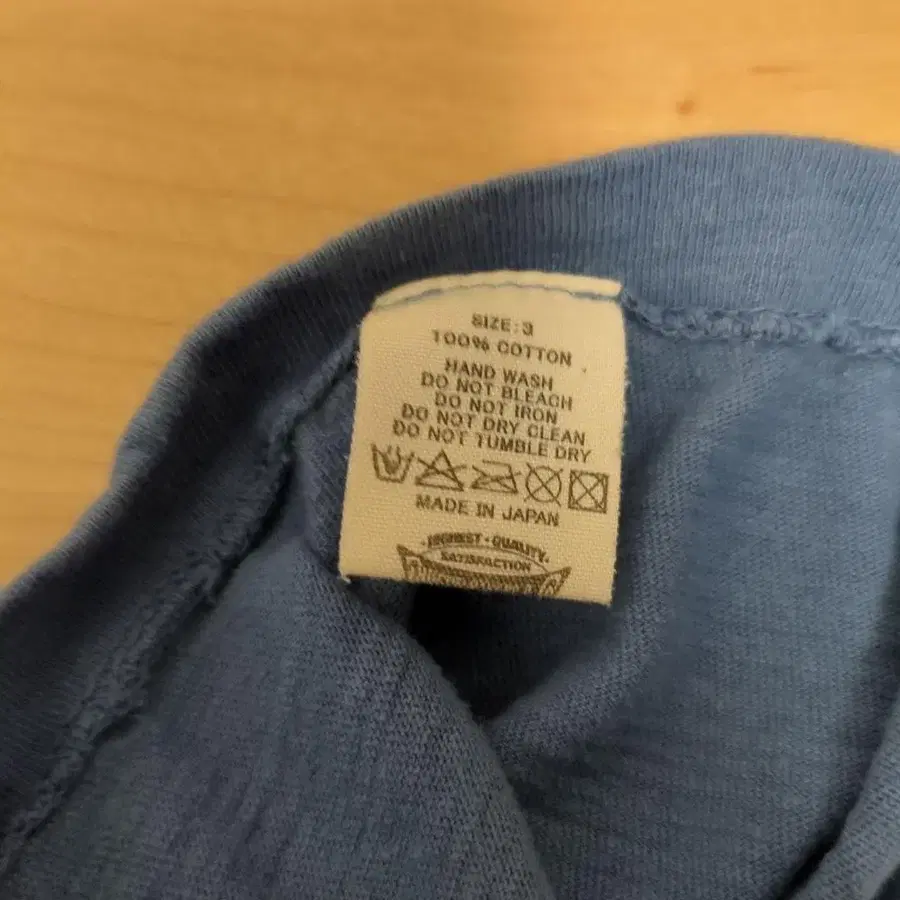 SIZE: 3
100% COTTON
HAND WASH
DO NOT BLEACH
DO NOT IRON
DO NOT DRY CLEAN
DO NOT TUMBLE DRY
MADE IN JAPAN
·HIGHEST·QUALITY·
SATISFACTION